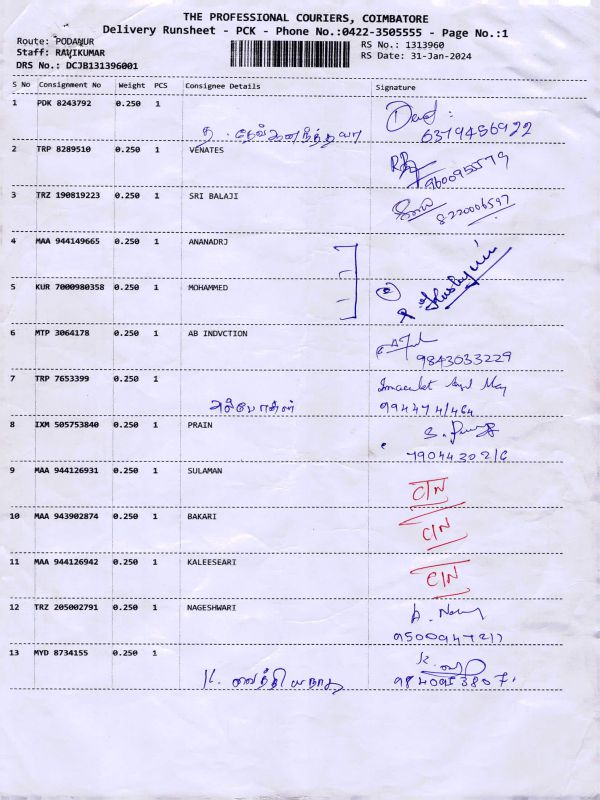 THE PROFESSIONAL COURIERS, COIMBATORE
Delivery Runsheet - PCK - Phone No.:0422-3505555 - Page No.:1
Route: PODANUR
Staff: RAVIKUMAR
DRS No.: DCJB131396001
RS No.: 1313960
RS Date: 31-Jan-2024
S No Consignment No Weight PCS Consignee Details Signature
1 PDK 8243792 0.250 1
6379456922
2 TRP 8289510 0.250 1 VENATES
3 TRZ 190819223 0.250 1 SRI BALAJI
8220006597
4 MAA 944149665 0.250 1 ANANADRJ
5 KUR 7000980358 0.250 1 MOHAMMED
6 MTP 3064178 0.250 1 AB INDVCTION
9843033229
7 TRP 7653399 0.250 1
8 IXM 505753840 0.250 1 PRAIN
7904430216
9 MAA 944126931 0.250 1 SULAMAN C/N
10 MAA 943902874 0.250 1 BAKARI C/N
11 MAA 944126942 0.250 1 KALEESEARI C/N
12 TRZ 205002791 0.250 1 NAGESHWARI
13 MYD 8734155 0.250 1
K. வைத்தியநாத